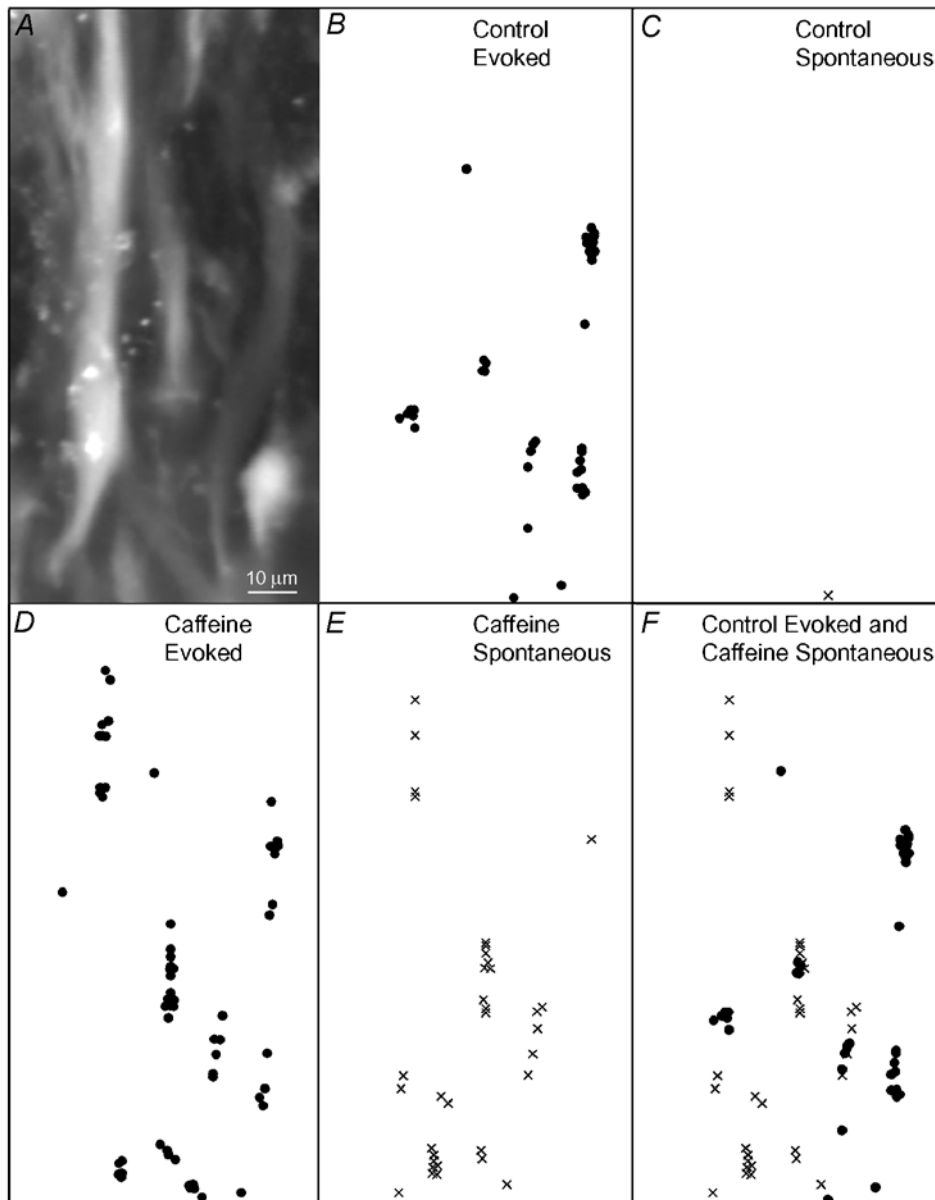 A
10 μm
B
Control
Evoked
C
Control
Spontaneous
D
Caffeine
Evoked
E
Caffeine
Spontaneous
F
Control Evoked and
Caffeine Spontaneous